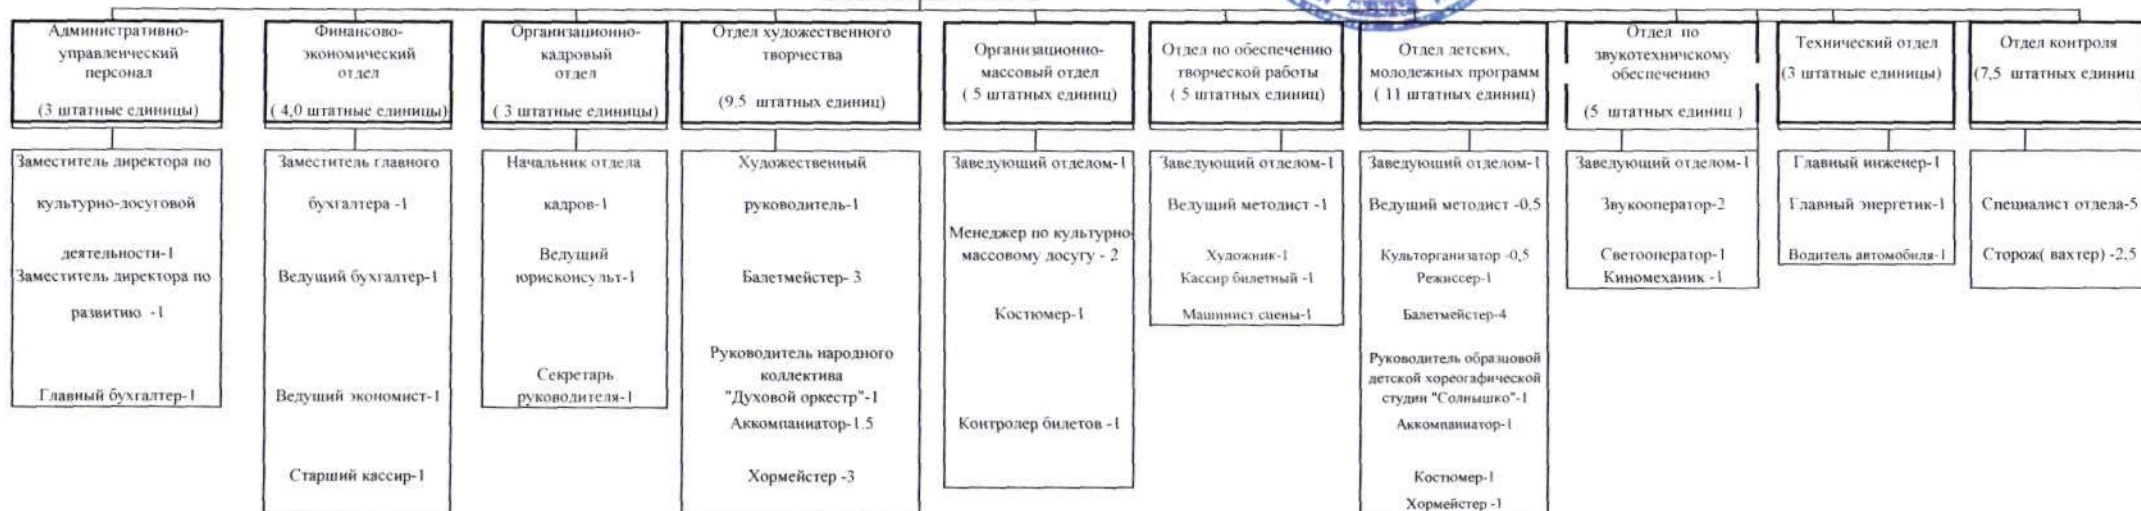 Административно-
управленческий
персонал
(3 штатные единицы)
Финансово-
экономический
отдел
( 4,0 штатные единицы)
Организационно-
кадровый
отдел
( 3 штатные единицы)
Отдел художественного
творчества
(9.5 штатных единиц)
Организационно-
массовый отдел
( 5 штатных единиц)
Отдел по обеспечению
творческой работы
( 5 штатных единиц)
Отдел детских,
молодежных программ
( 11 штатных единиц)
Отдел по
звукотехничскому
обеспечению
(5 штатных единиц )
Технический отдел
(3 штатные единицы)
Отдел контроля
(7,5 штатных единиц
Заместитель директора по
культурно-досуговой
деятельности-1
Заместитель директора по
развитию -1
Главный бухгалтер-1
Заместитель главного
бухгалтера -1
Ведущий бухгалтер-1
Ведущий экономист-1
Старший кассир-1
Начальник отдела
кадров-1
Ведущий
юрисконсульт-1
Секретарь
руководителя-1
Художественный
руководитель-1
Балетмейстер- 3
Руководитель народного
коллектива
"Духовой оркестр"-1
Аккомпаниатор-1.5
Хормейстер -3
Заведующий отделом-1
Менеджер по культурно-
массовому досугу - 2
Костюмер-1
Контролер билетов -1
Заведующий отделом-1
Ведущий методист -1
Художник-1
Кассир билетный -1
Машинист сцены-1
Заведующий отделом-1
Ведущий методист -0,5
Культорганизатор -0,5
Режиссер-1
Балетмейстер-4
Руководитель образцовой
детской хореогафической
студии "Солнышко"-1
Аккомпаниатор-1
Костюмер-1
Хормейстер -1
Заведующий отделом-1
Звукооператор-2
Светооператор-1
Киномеханик -1
Главный инженер-1
Главный энергетик-1
Водитель автомобиля-1
Специалист отдела-5
Сторож( вахтер) -2,5